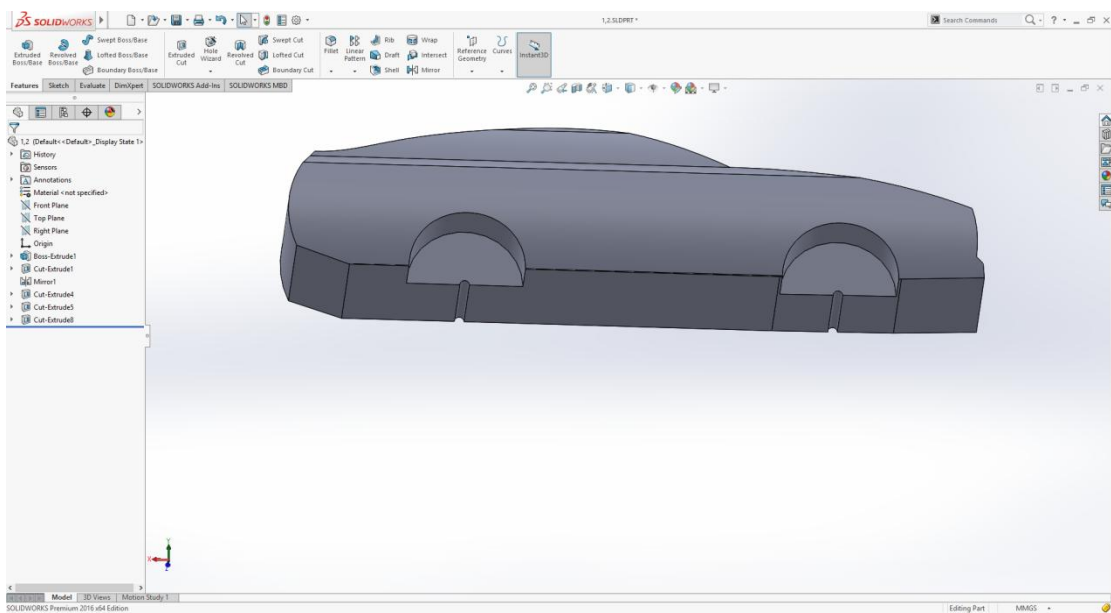 SOLIDWORKS
1,2.SLDPRT *
Search Commands
Extruded Boss/Base
Revolved Boss/Base
Swept Boss/Base
Lofted Boss/Base
Boundary Boss/Base
Extruded Cut
Hole Wizard
Revolved Cut
Swept Cut
Lofted Cut
Boundary Cut
Fillet
Linear Pattern
Rib
Draft
Shell
Wrap
Intersect
Mirror
Reference Geometry
Curves
Instant3D
Features Sketch Evaluate DimXpert SOLIDWORKS Add-Ins SOLIDWORKS MBD
1,2 (Default<<Default>_Display State 1>
History
Sensors
Annotations
Material <not specified>
Front Plane
Top Plane
Right Plane
Origin
Boss-Extrude1
Cut-Extrude1
Mirror1
Cut-Extrude4
Cut-Extrude5
Cut-Extrude8
Y
X
Z
Model 3D Views Motion Study 1
SOLIDWORKS Premium 2016 x64 Edition
Editing Part MMGS